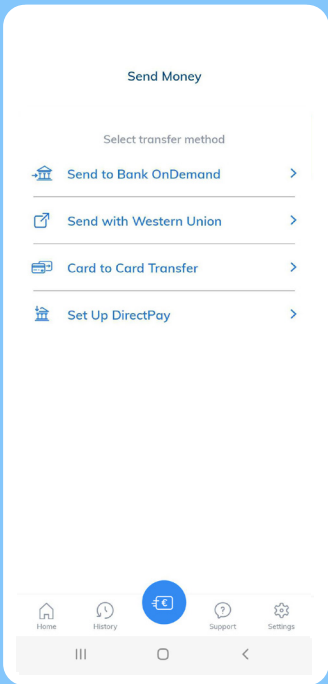 Send Money
Select transfer method
Send to Bank OnDemand
Send with Western Union
Card to Card Transfer
Set Up DirectPay
€
?
Home
History
Support
Settings